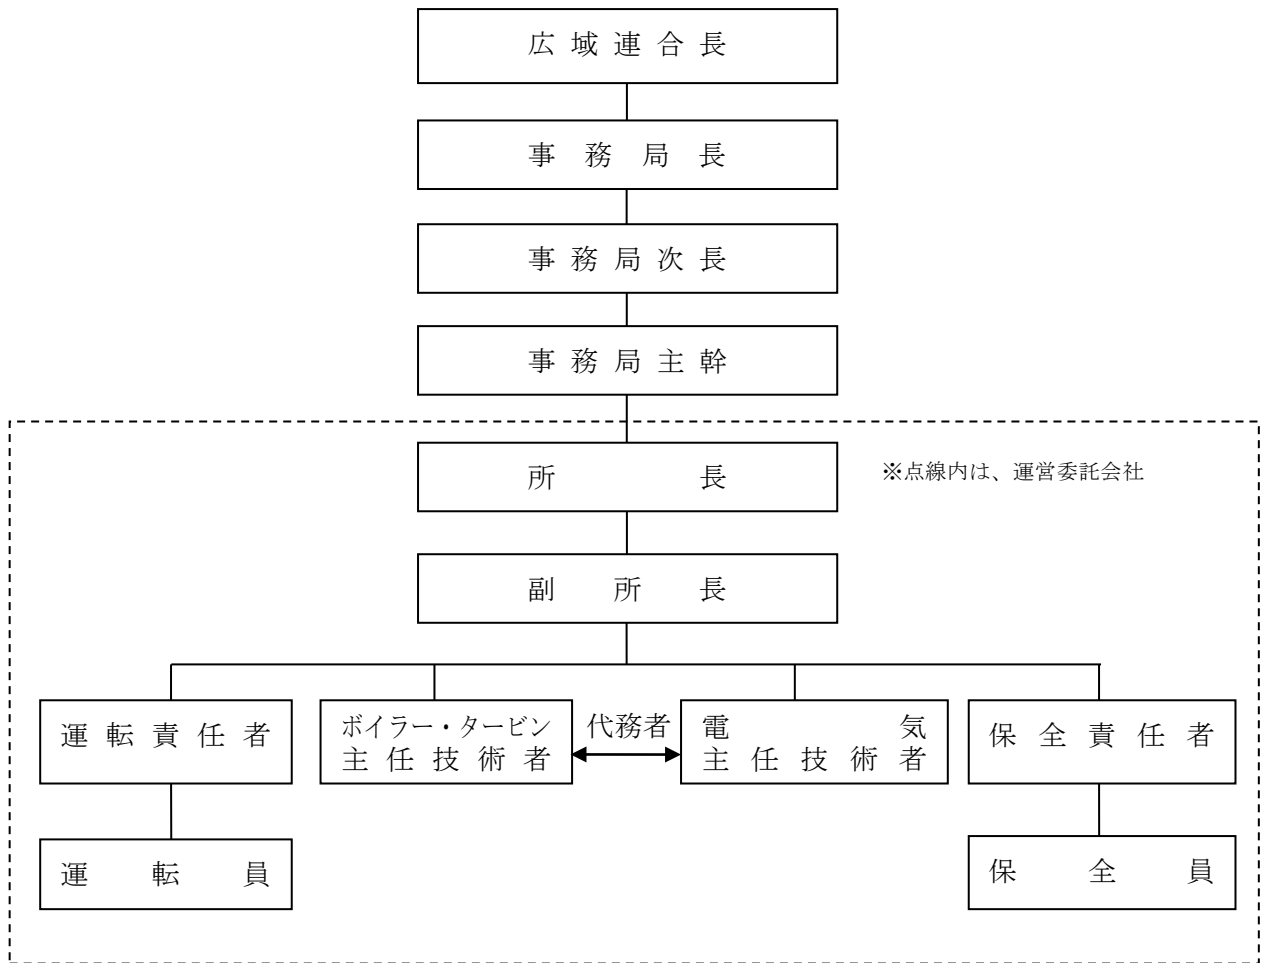 広域連合長
事務局長
事務局次長
事務局主幹
所長
※点線内は、運営委託会社
副所長
運転責任者
ボイラー・タービン
主任技術者
代務者
電気
主任技術者
保全責任者
運転員
保全員